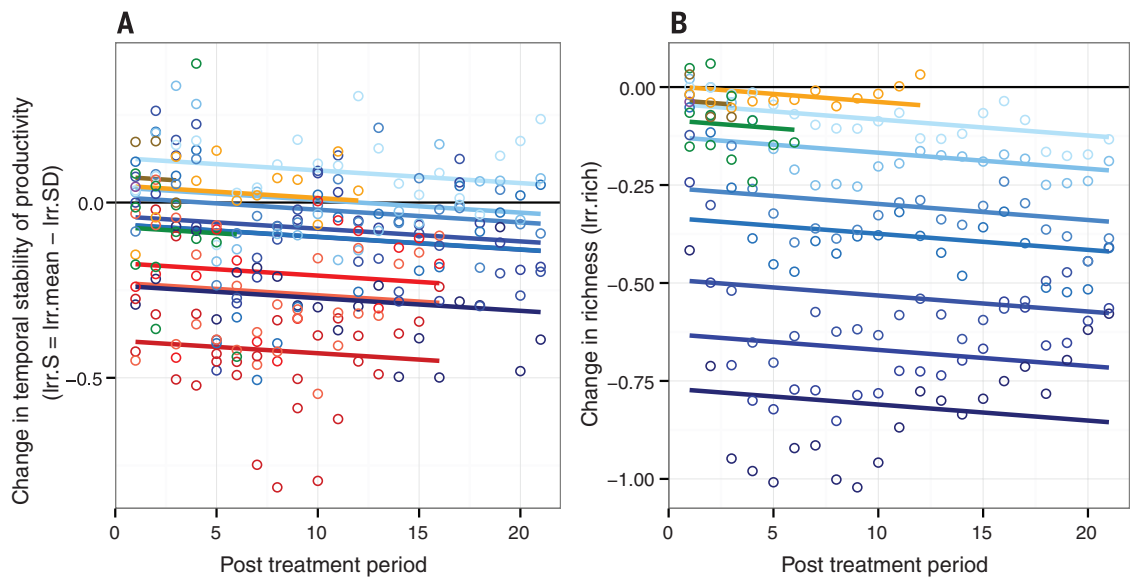 A
B
Change in temporal stability of productivity
(lrr.S = lrr.mean − lrr.SD)
0.0
−0.5
0
5
10
15
20
Post treatment period
Change in richness (lrr.rich)
0.00
−0.25
−0.50
−0.75
−1.00
0
5
10
15
20
Post treatment period